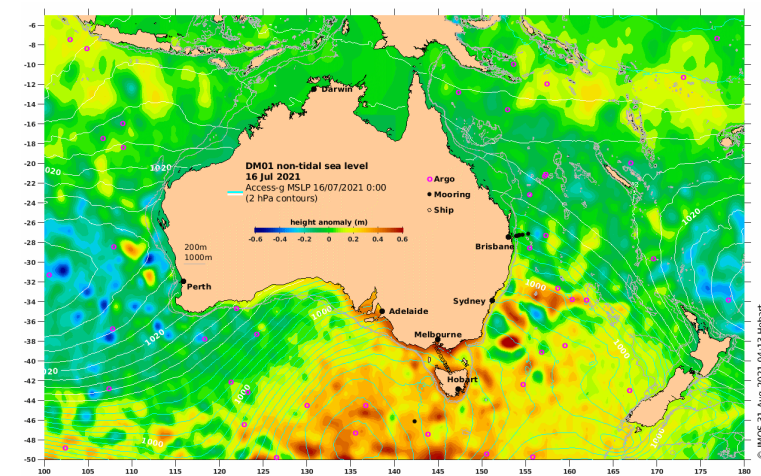 -6
-8
-10
-12
-14
-16
-18
-20
-22
-24
-26
-28
-30
-32
-34
-36
-38
-40
-42
-44
-46
-48
-50
Darwin
1020
020
DM01 non-tidal sea level
16 Jul 2021
Access-g MSLP 16/07/2021 0:00
(2 hPa contours)
Argo
Mooring
Ship
height anomaly (m)
-0.6 -0.4 -0.2 0 0.2 0.4 0.6
1020
Brisbane
200m
1000m
Perth
1000
Sydney
1000
Adelaide
1020
Melbourne
1000
020
Hobart
1000
1000
100 105 110 115 120 125 130 135 140 145 150 155 160 165 170 175 180
© IMOS 31 Aug 2021 04:13 Hobart